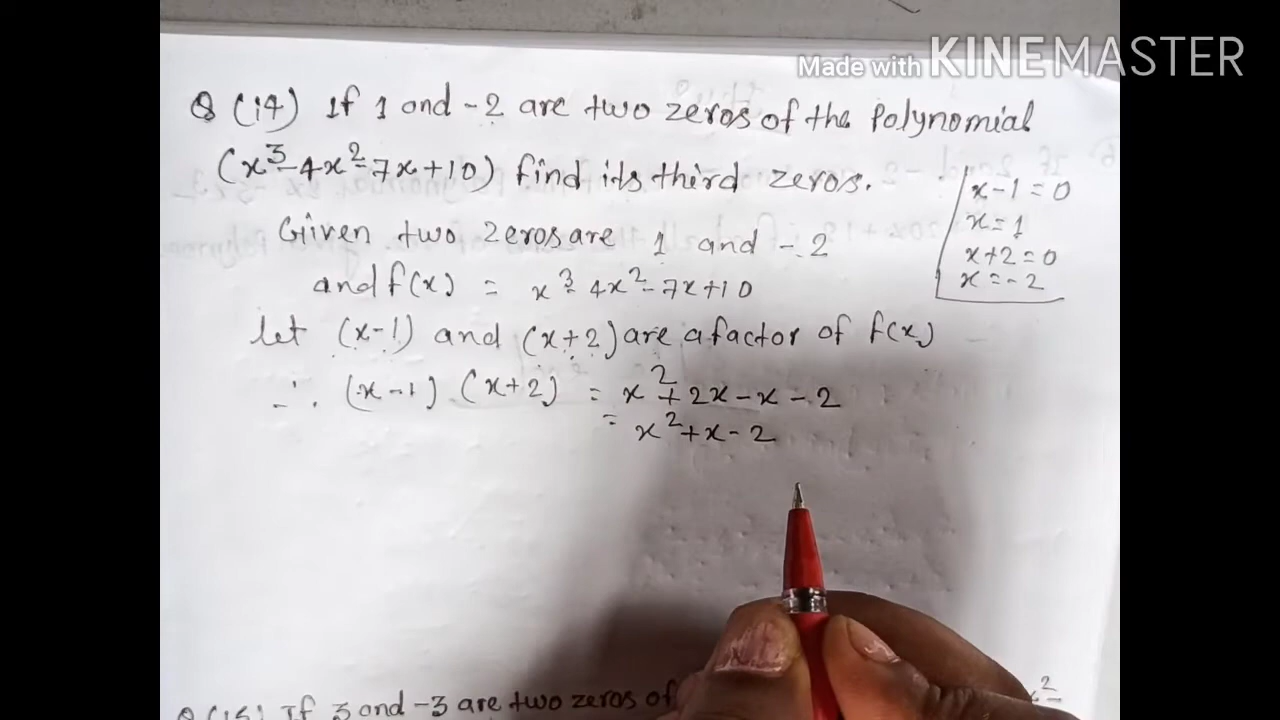 Made with KINEMASTER
Q (14) If 1 and -2 are two zeros of the Polynomial
(x³-4x²-7x+10) find its third zeros.
x-1=0
x=1
x+2=0
x=-2
Given two zeros are 1 and -2
and f(x) = x³-4x²-7x+10
let (x-1) and (x+2) are a factor of f(x)
∴ (x-1) (x+2) = x²+2x-x-2
= x²+x-2
If 3 and -3 are two zeros of